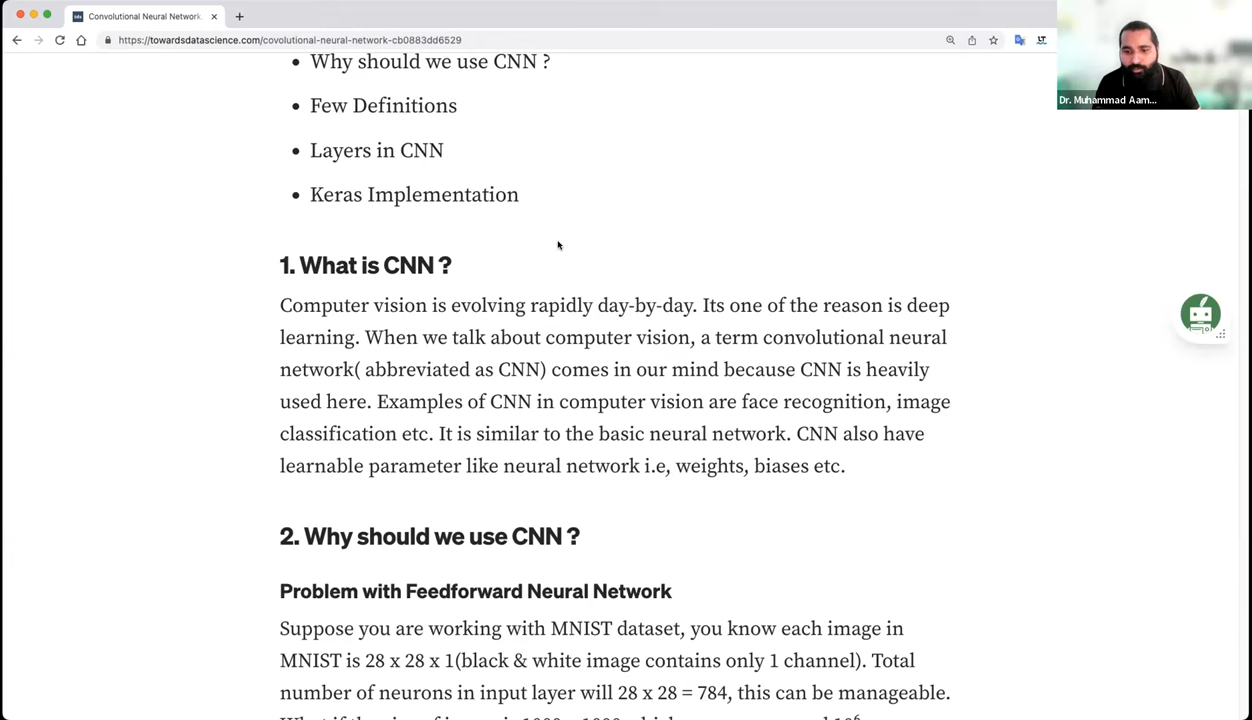 Convolutional Neural Network.
https://towardsdatascience.com/covolutional-neural-network-cb0883dd6529
Dr. Muhammad Aam...
Why should we use CNN ?
Few Definitions
Layers in CNN
Keras Implementation
1. What is CNN ?
Computer vision is evolving rapidly day-by-day. Its one of the reason is deep
learning. When we talk about computer vision, a term convolutional neural
network( abbreviated as CNN) comes in our mind because CNN is heavily
used here. Examples of CNN in computer vision are face recognition, image
classification etc. It is similar to the basic neural network. CNN also have
learnable parameter like neural network i.e, weights, biases etc.
2. Why should we use CNN ?
Problem with Feedforward Neural Network
Suppose you are working with MNIST dataset, you know each image in
MNIST is 28 x 28 x 1(black & white image contains only 1 channel). Total
number of neurons in input layer will 28 x 28 = 784, this can be manageable.